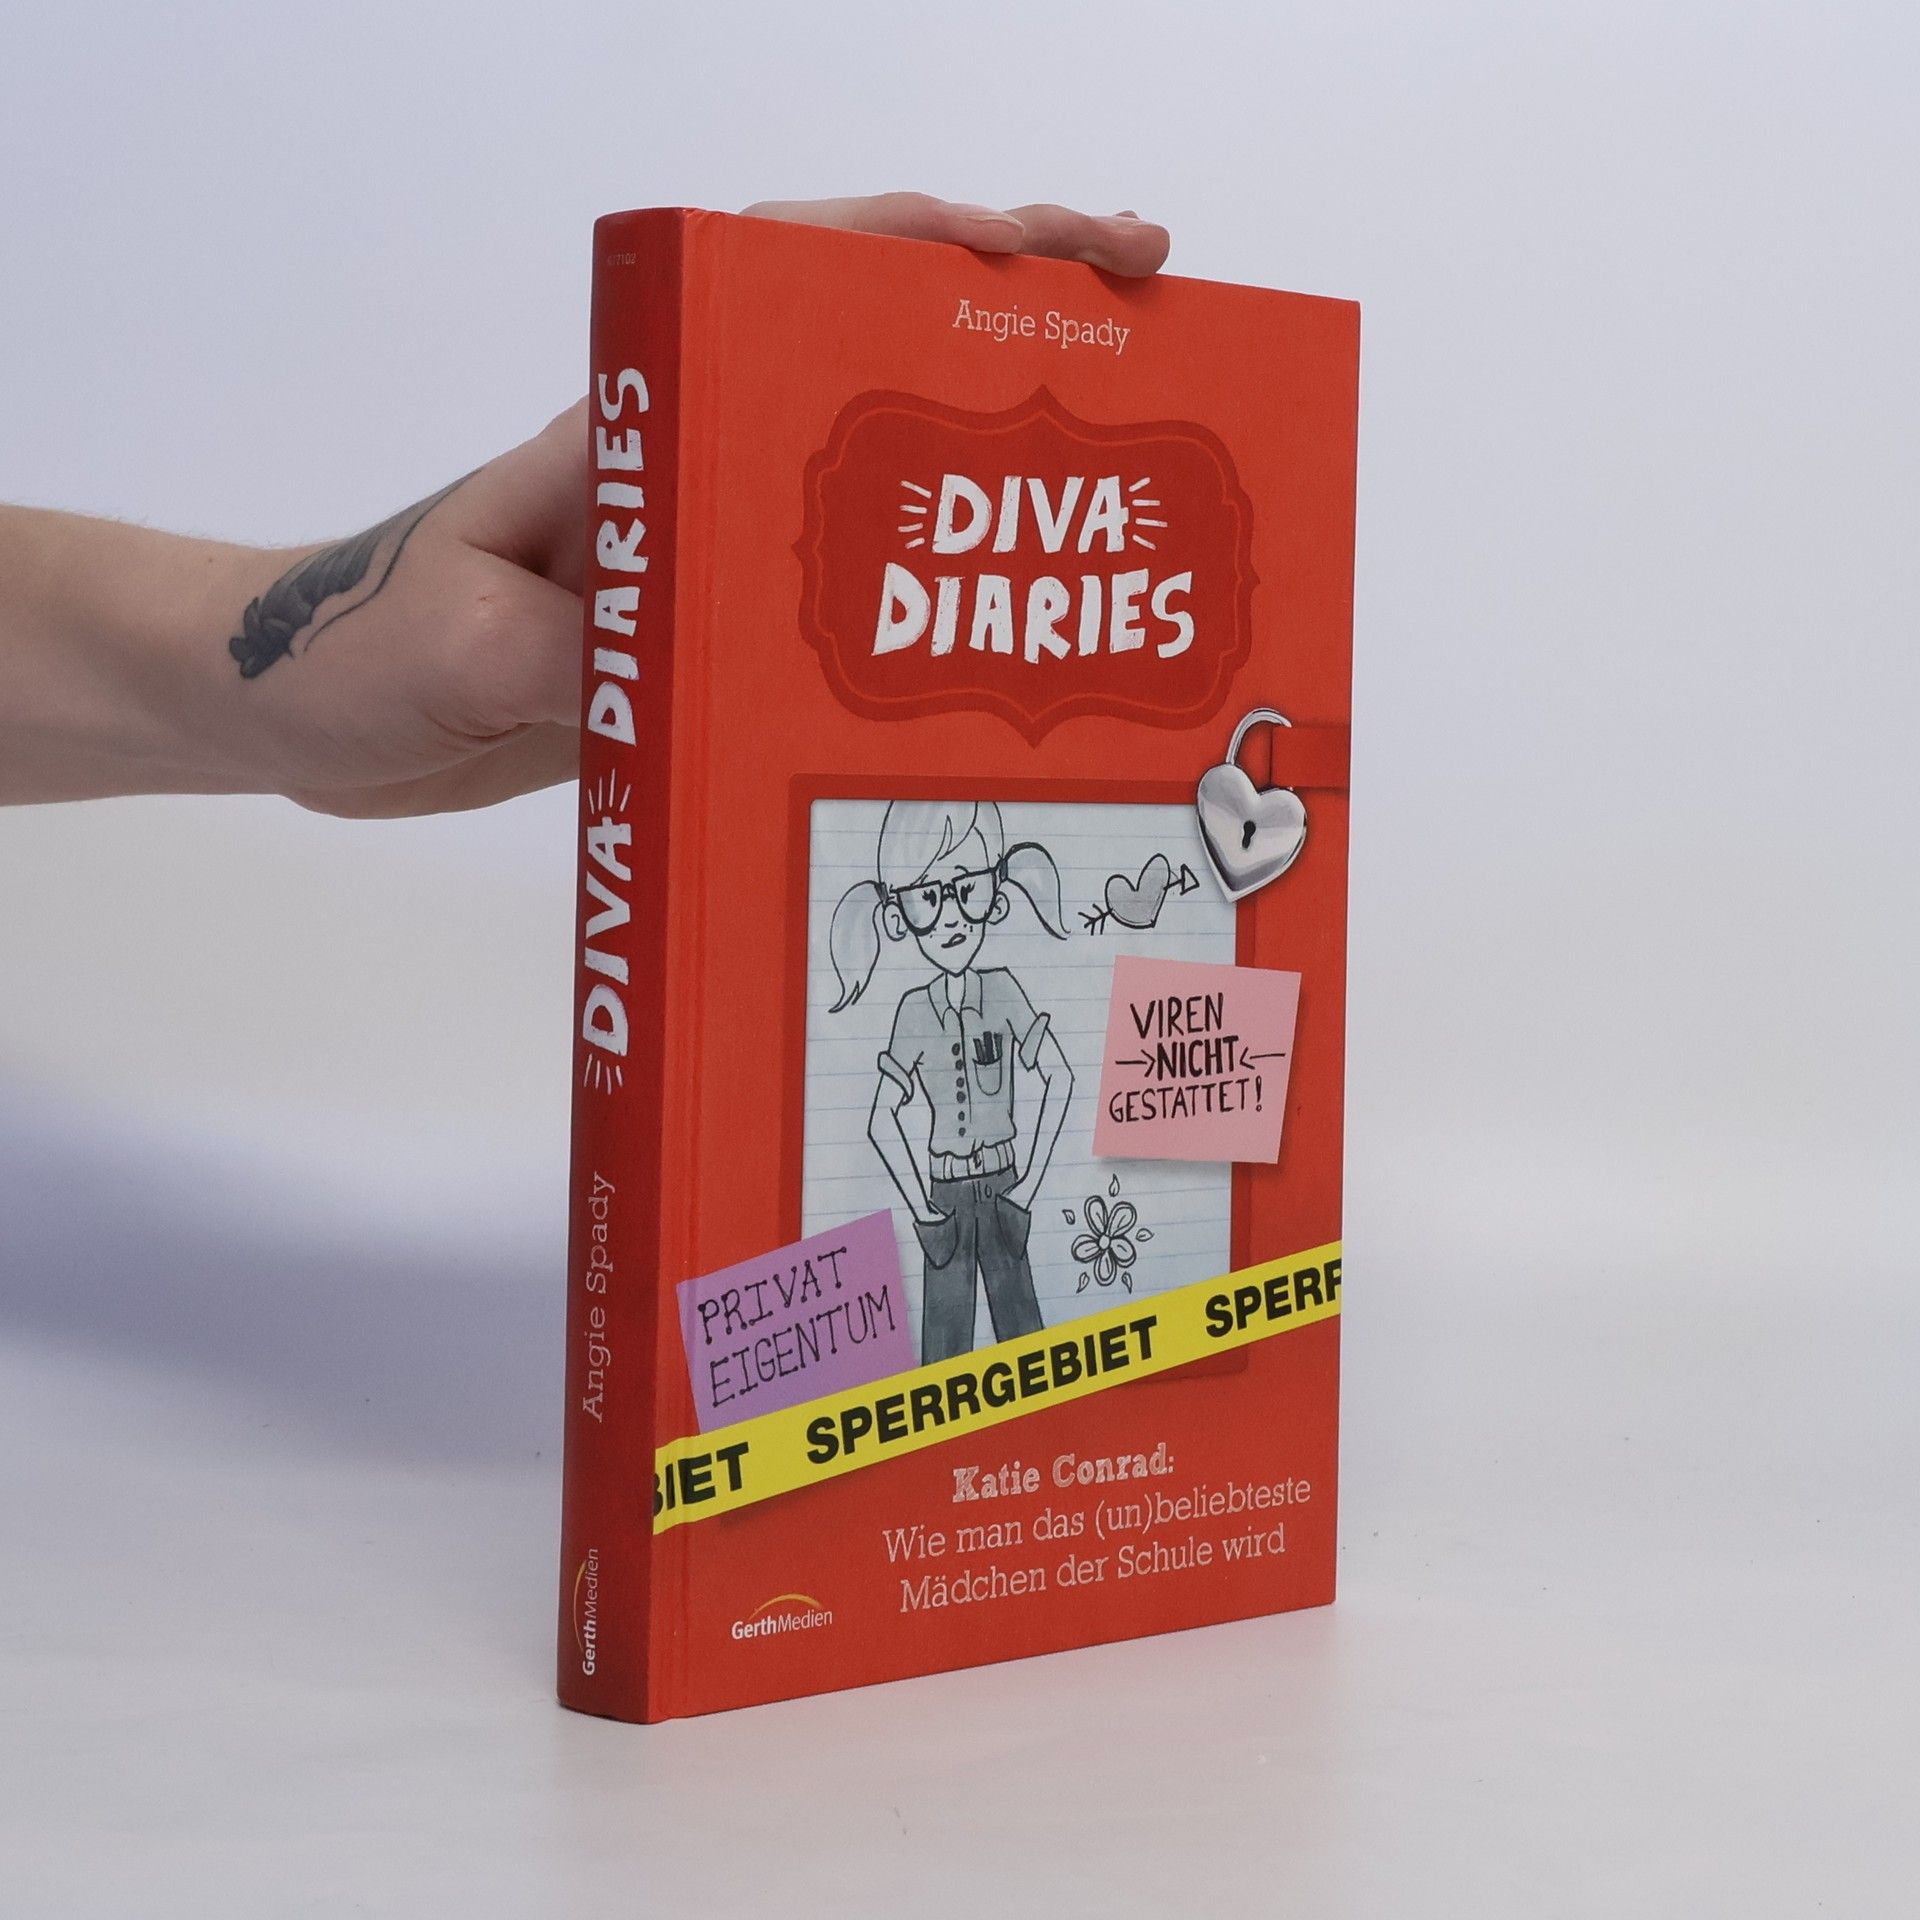 DIVA DIARIES
Angie Spady
GerthMedien
Angie Spady
DIVA
DIARIES
VIREN
NICHT
GESTATTET!
PRIVAT
EIGENTUM
BIET SPERRGEBIET SPERR
Katie Conrad:
Wie man das (un)beliebteste
Mädchen der Schule wird
GerthMedien